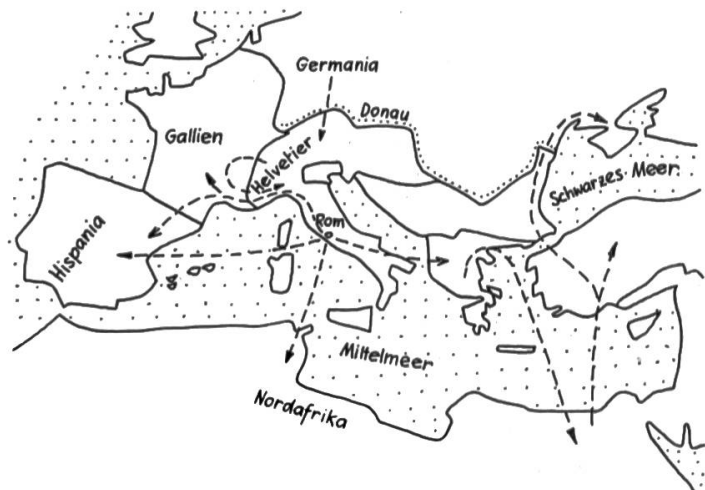 Germania
Donau
Gallien
Helvetier
Schwarzes Meer
Rom
Hispania
Mittelmeer
Nordafrika